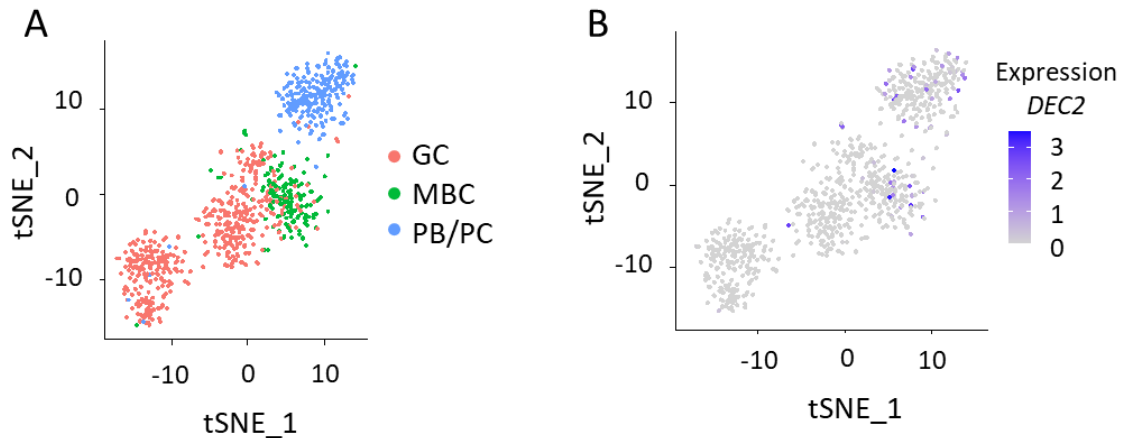 A
10
0
-10
tSNE_2
-10
0
10
tSNE_1
GC
MBC
PB/PC
B
10
0
-10
tSNE_2
-10
0
10
tSNE_1
Expression
DEC2
3
2
1
0